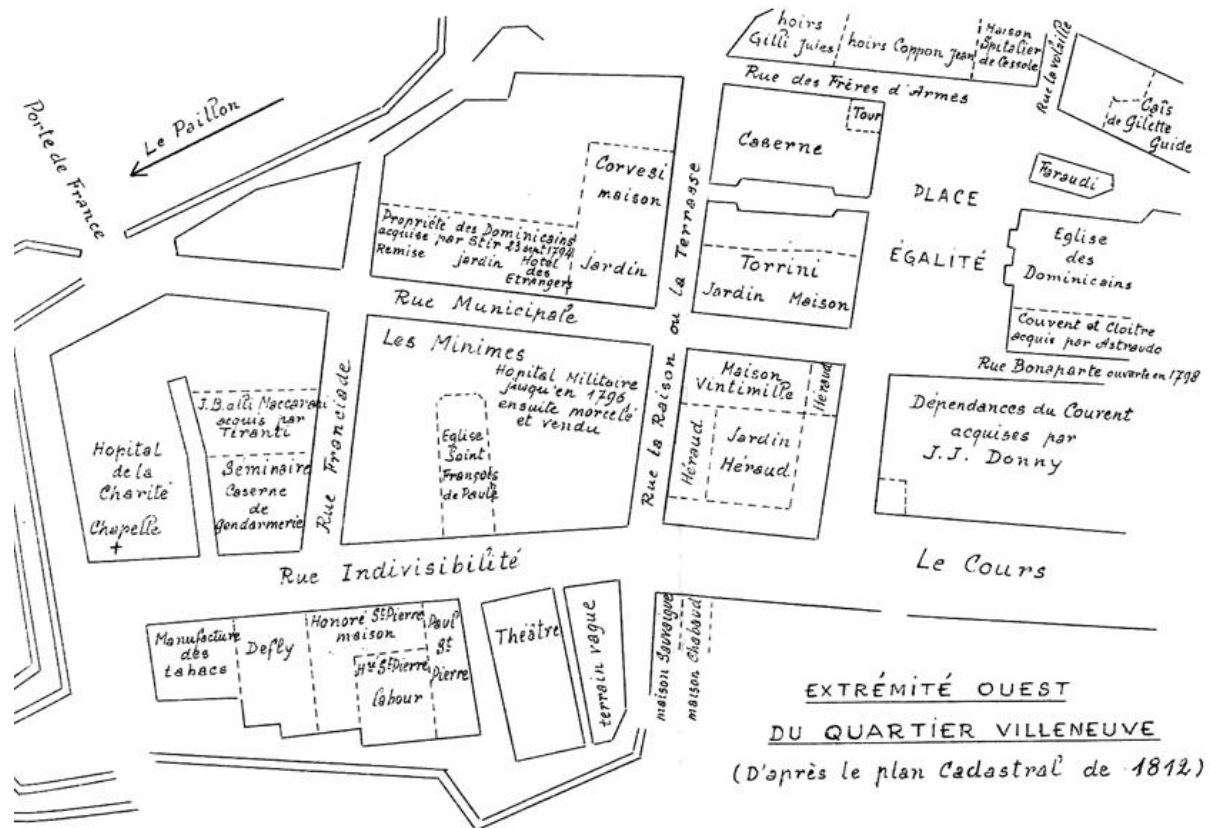 hoirs
Gilli Jules
hoirs Coppon Jean
Maison
Spitalier
de Cessole
Rue la volaille
Caïs
de Gilette
Guide
Rue des Frères d'Armes
Porte de France
Le Paillon
Tour
Caserne
Corvesi
maison
Jardin
Rue la Raison ou la Terrasse
PLACE
ÉGALITÉ
Faraudi
Eglise
des
Dominicains
Couvent et Cloitre
acquis par Astraudo
Propriété des Dominicains
acquise par Stir 23 sept 1794
Remise
jardin
Hotel
des
Etrangers
Torrini
Jardin Maison
Rue Municipale
Rue Bonaparte ouverte en 1798
Les Minimes
Hopital Militaire
jusqu'en 1796
ensuite morcelé
et vendu
Eglise
Saint
François
de Paule
Maison
Vintimille
Héraud
Héraud
Jardin
Héraud
Dépendances du Couvent
acquises par
J. J. Donny
Rue Franciade
acquis par
Tiranti
Hopital
de la
Charité
Chapelle
Séminaire
Caserne
de
gendarmerie
Rue Indivisibilité
Le Cours
Manufacture
des
tabacs
Defly
Honoré St Pierre
maison
Hré St Pierre
labour
Paul
St
Pierre
Théâtre
terrain vague
maison Sauvaigue
maison Chabaud
EXTRÉMITÉ OUEST
DU QUARTIER VILLENEUVE
(D'après le plan Cadastral de 1812)